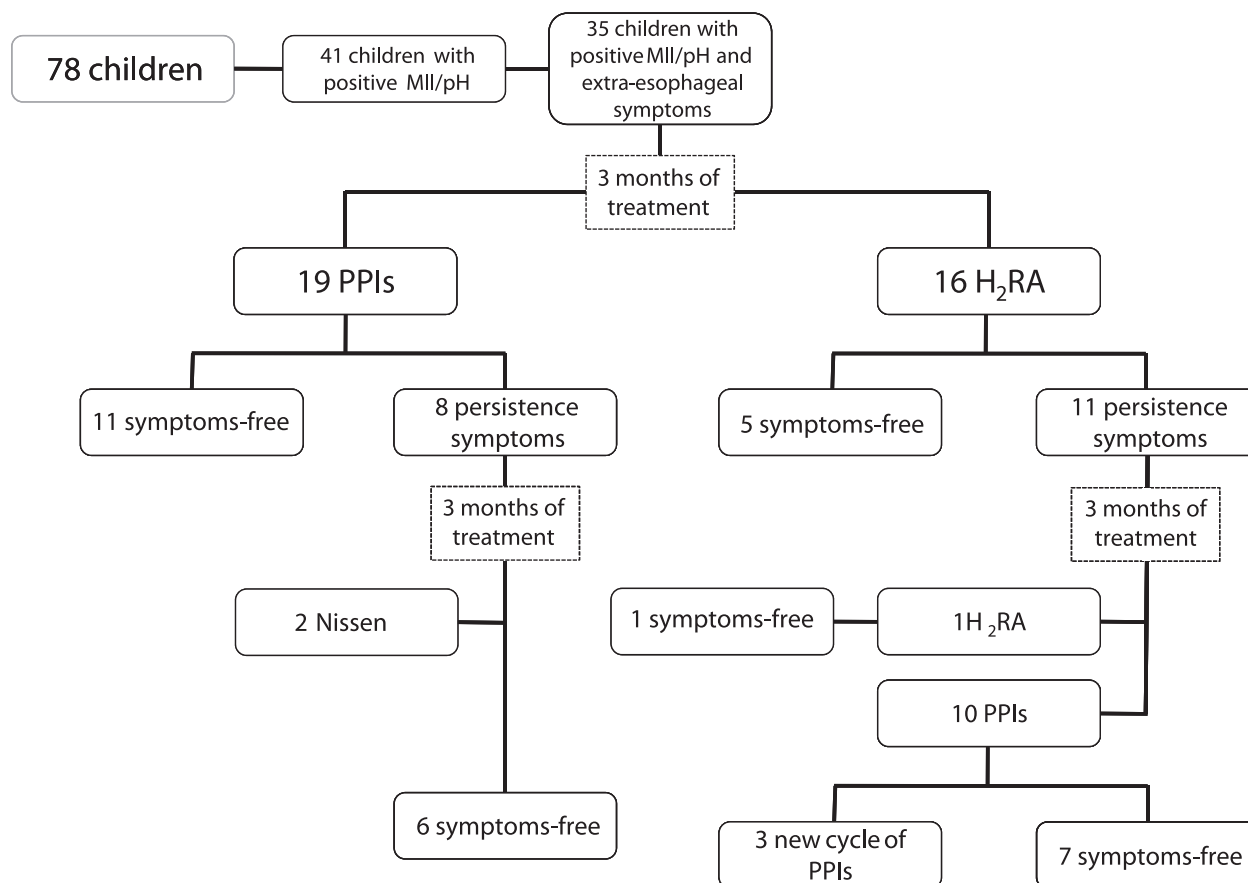 78 children
41 children with
positive MII/pH
35 children with
positive MII/pH and
extra-esophageal
symptoms
3 months of
treatment
19 PPIs
16 H₂RA
11 symptoms-free
8 persistence
symptoms
5 symptoms-free
11 persistence
symptoms
3 months of
treatment
3 months of
treatment
2 Nissen
1 symptoms-free
1H ₂RA
10 PPIs
6 symptoms-free
3 new cycle of
PPIs
7 symptoms-free